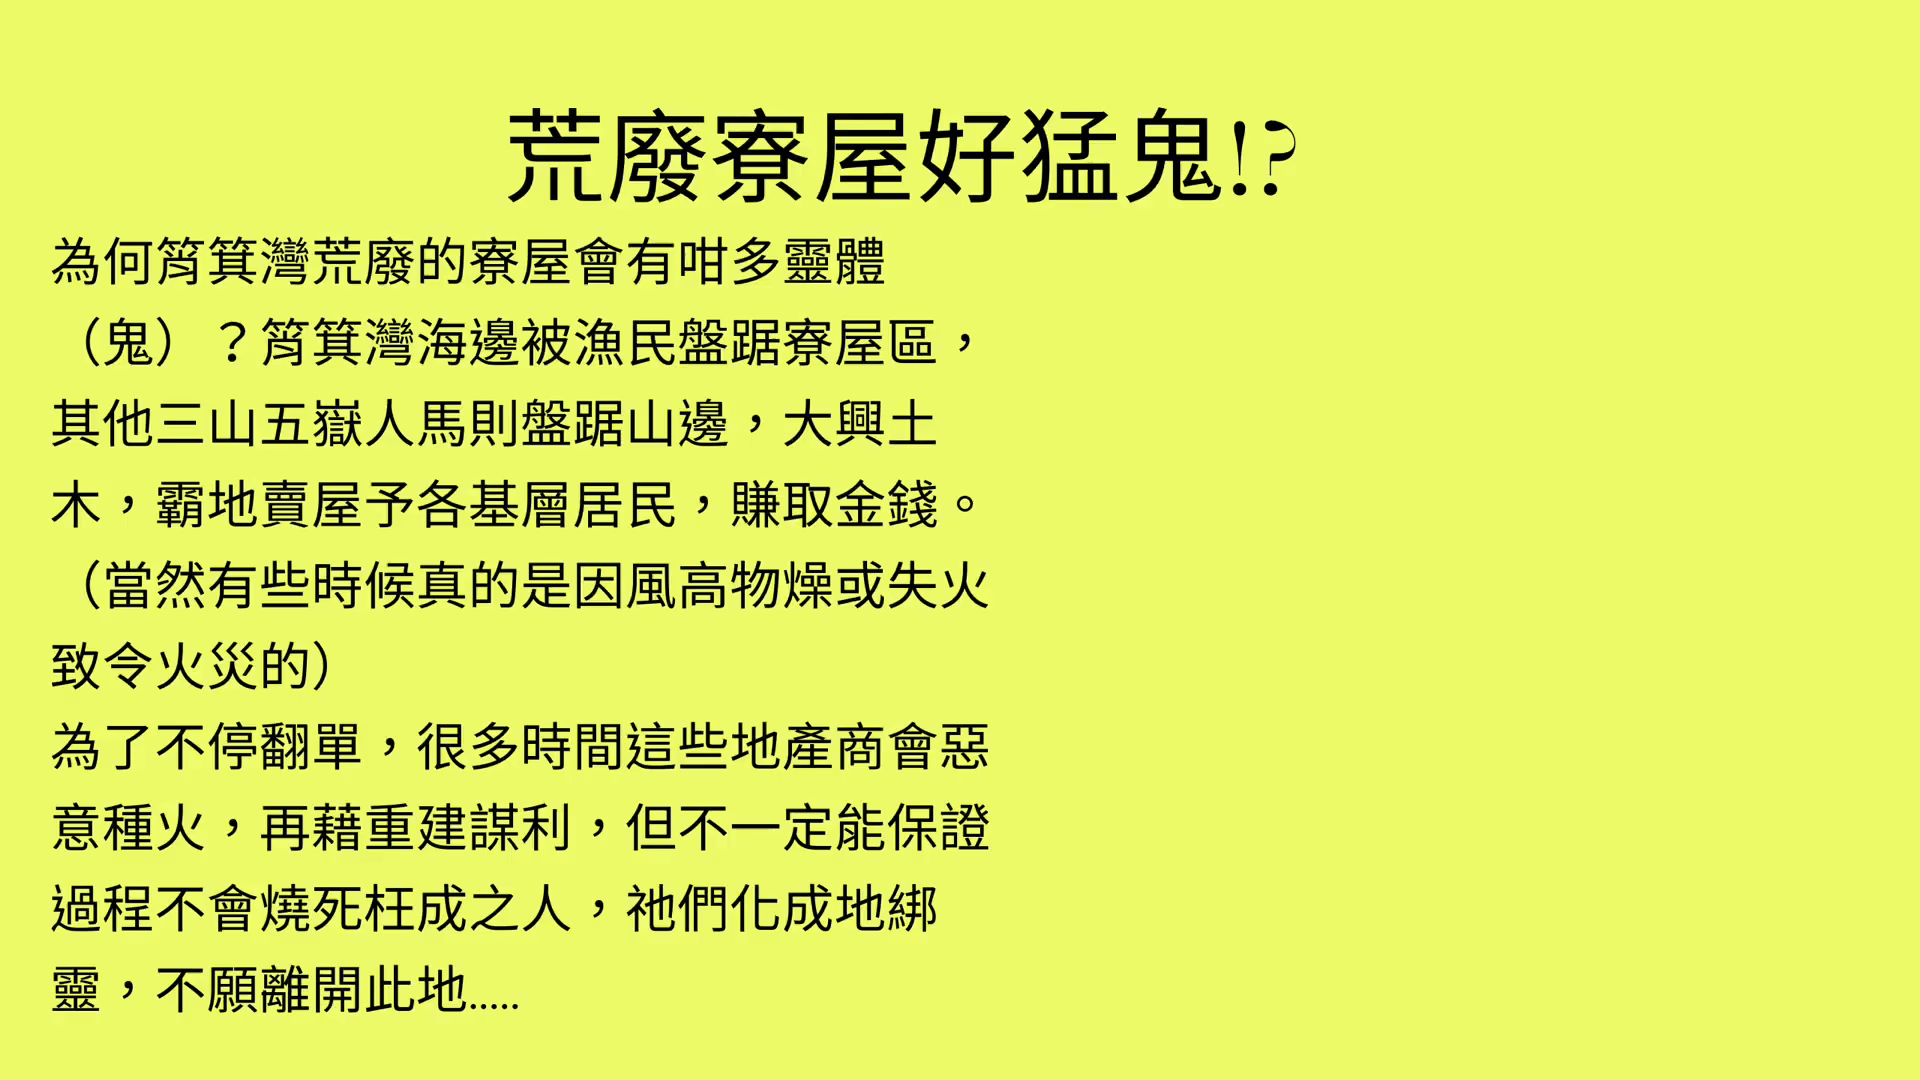 荒廢寮屋好猛鬼!?
為何筲箕灣荒廢的寮屋會有咁多靈體
（鬼）？筲箕灣海邊被漁民盤踞寮屋區，
其他三山五嶽人馬則盤踞山邊，大興土
木，霸地賣屋予各基層居民，賺取金錢。
（當然有些時候真的是因風高物燥或失火
致令火災的）
為了不停翻單，很多時間這些地產商會惡
意種火，再藉重建謀利，但不一定能保證
過程不會燒死枉成之人，祂們化成地綁
靈，不願離開此地.....